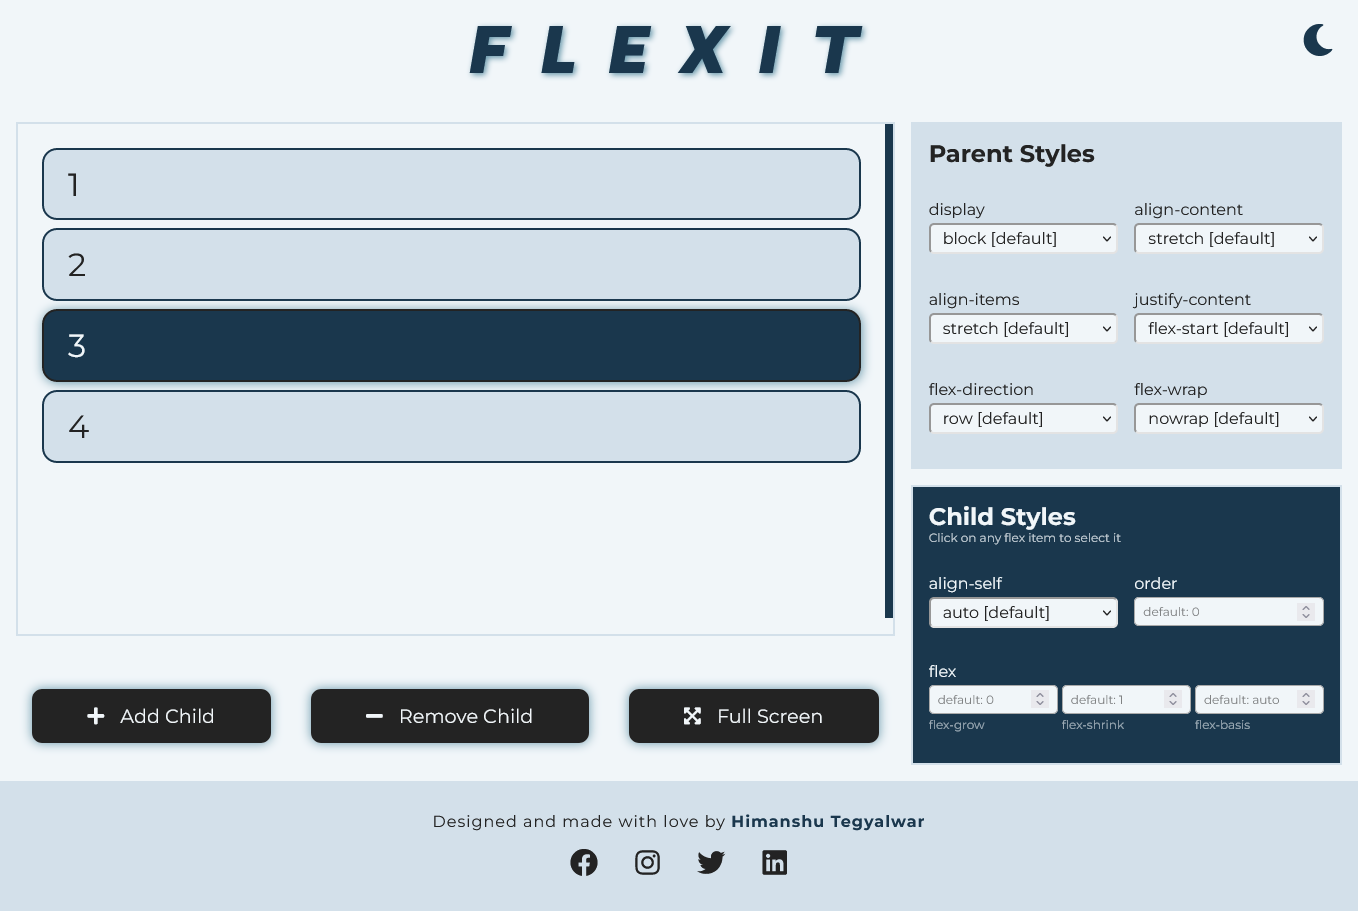 FLEXIT
1
2
3
4
Add Child
Remove Child
Full Screen
Parent Styles
display
align-content
block [default]
stretch [default]
align-items
justify-content
stretch [default]
flex-start [default]
flex-direction
flex-wrap
row [default]
nowrap [default]
Child Styles
Click on any flex item to select it
align-self
order
auto [default]
default: 0
flex
default: 0
default: 1
default: auto
flex-grow
flex-shrink
flex-basis
Designed and made with love by Himanshu Tegyalwar